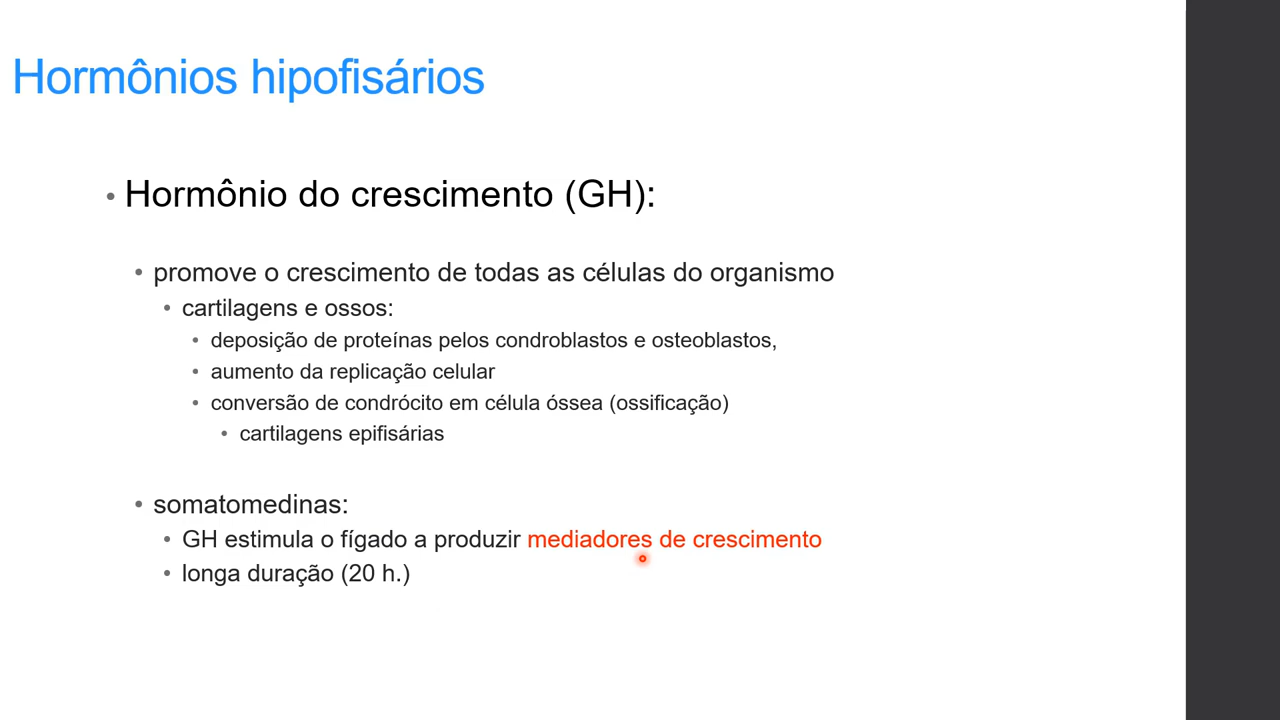 Hormônios hipofisários
• Hormônio do crescimento (GH):
• promove o crescimento de todas as células do organismo
• cartilagens e ossos:
• deposição de proteínas pelos condroblastos e osteoblastos,
• aumento da replicação celular
• conversão de condrócito em célula óssea (ossificação)
• cartilagens epifisárias
• somatomedinas:
• GH estimula o fígado a produzir mediadores de crescimento
• longa duração (20 h.)